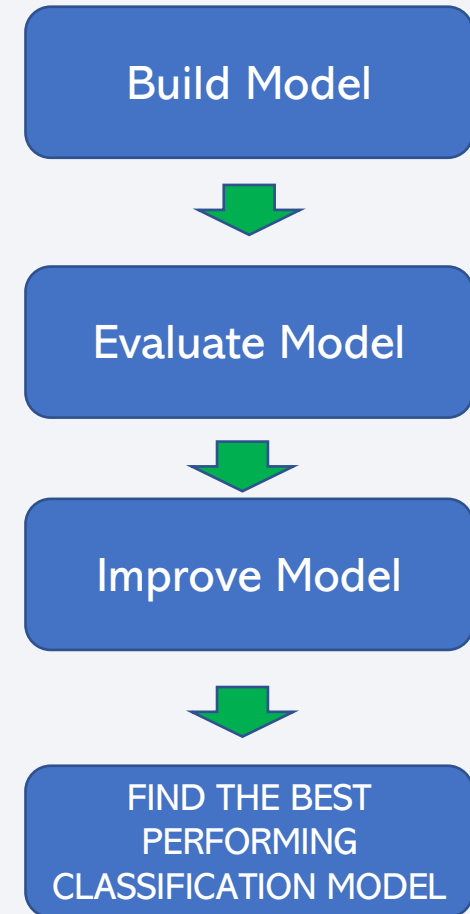 Build Model
Evaluate Model
Improve Model
FIND THE BEST
PERFORMING
CLASSIFICATION MODEL